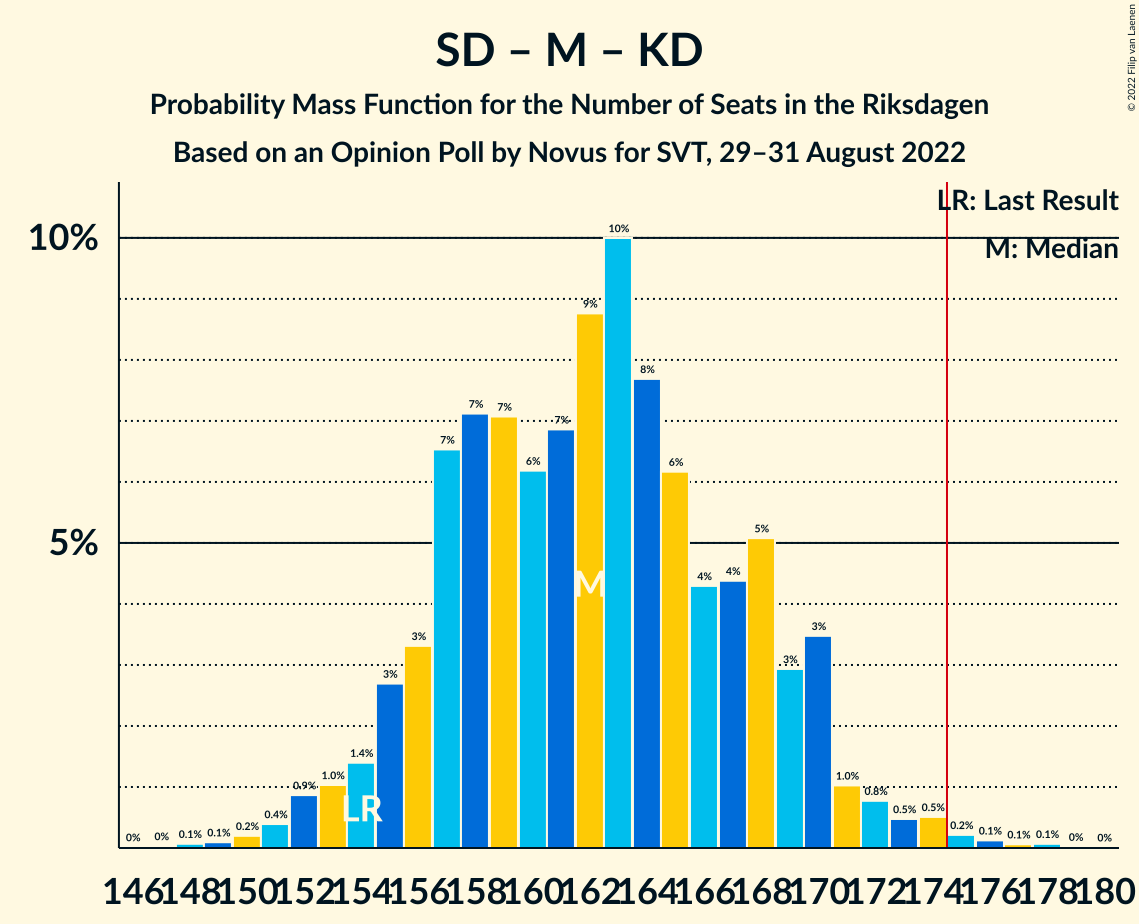 SD – M – KD
Probability Mass Function for the Number of Seats in the Riksdagen
Based on an Opinion Poll by Novus for SVT, 29–31 August 2022
© 2022 Filip van Laenen
LR: Last Result
M: Median
10%
5%
0% 0% 0.1% 0.1% 0.2% 0.4% 0.9% 1.0% 1.4% 3% 3% 7% 7% 7% 6% 7% 9% 10% 8% 6% 4% 4% 5% 3% 3% 1.0% 0.8% 0.5% 0.5% 0.2% 0.1% 0.1% 0.1% 0% 0%
M
LR
146 148 150 152 154 156 158 160 162 164 166 168 170 172 174 176 178 180